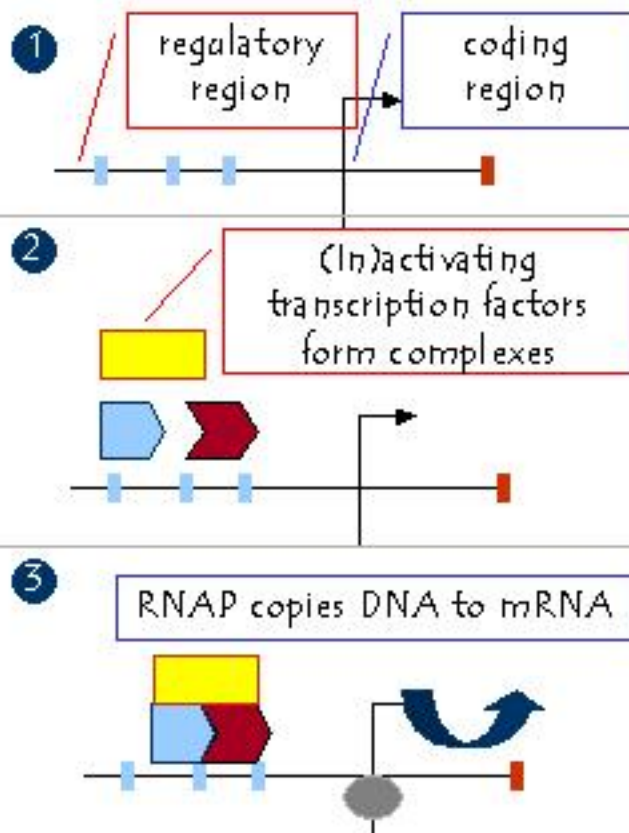 1
regulatory
region
coding
region
2
(In)activating
transcription factors
form complexes
3
RNAP copies DNA to mRNA